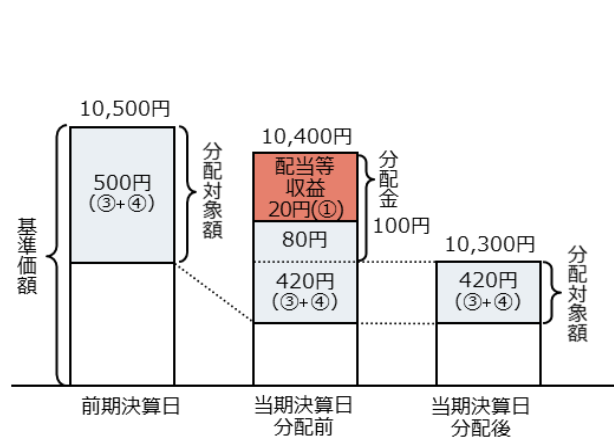 10,500円
500円
(③+④)
分配対象額
基準価額
前期決算日
10,400円
配当等
収益
20円(①)
80円
420円
(③+④)
分配金
100円
当期決算日
分配前
10,300円
420円
(③+④)
分配対象額
当期決算日
分配後